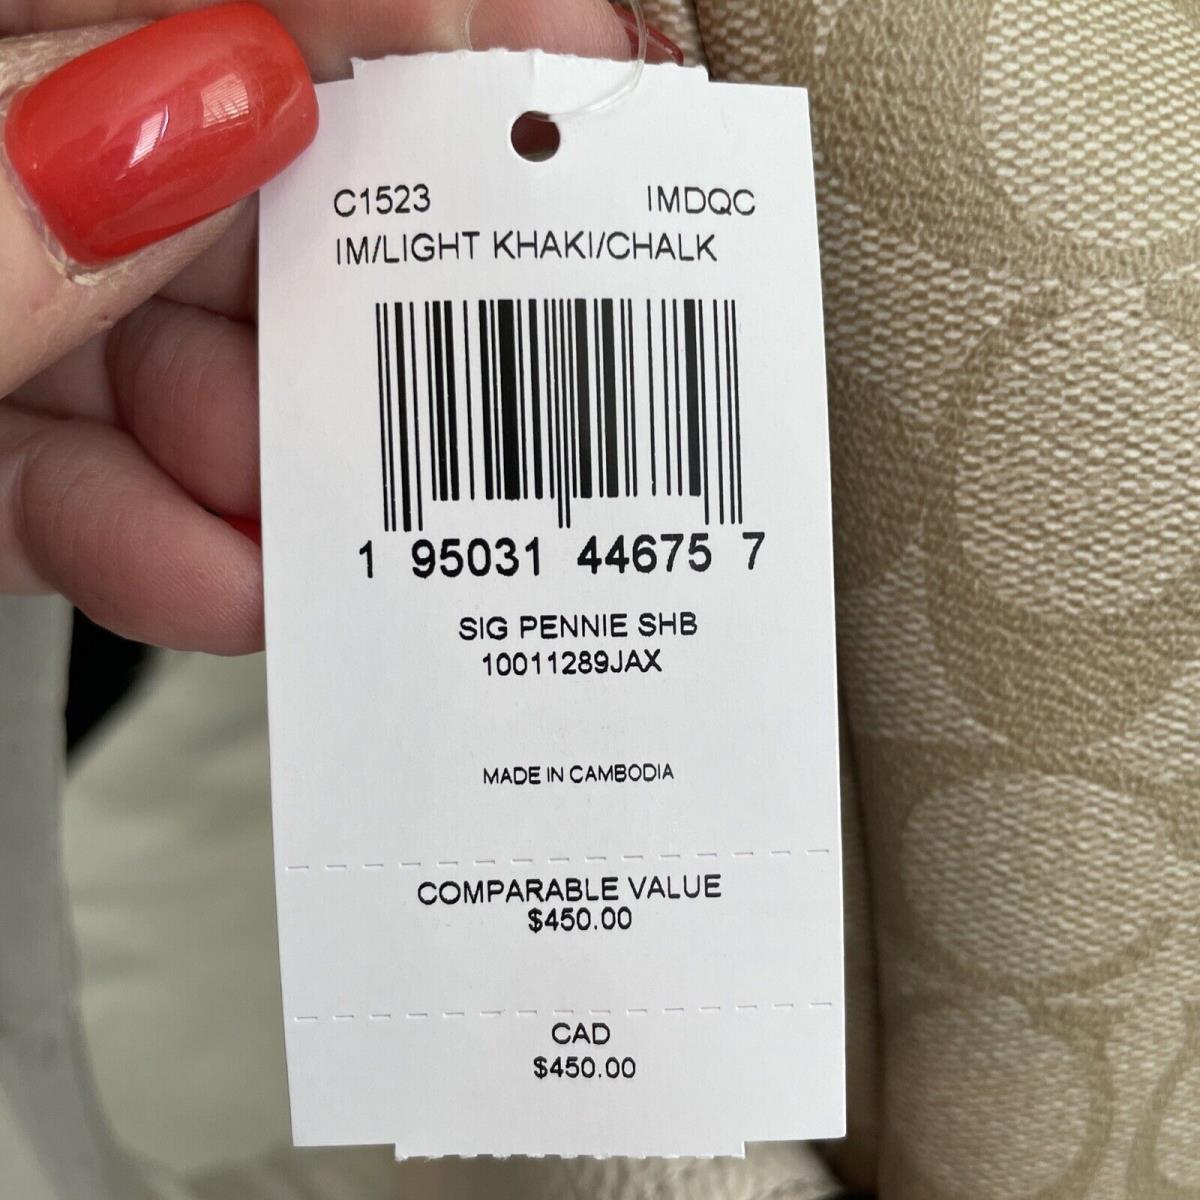 C1523 IMDQC
IM/LIGHT KHAKI/CHALK
1 95031 44675 7
SIG PENNIE SHB
10011289JAX
MADE IN CAMBODIA
COMPARABLE VALUE
$450.00
CAD
$450.00